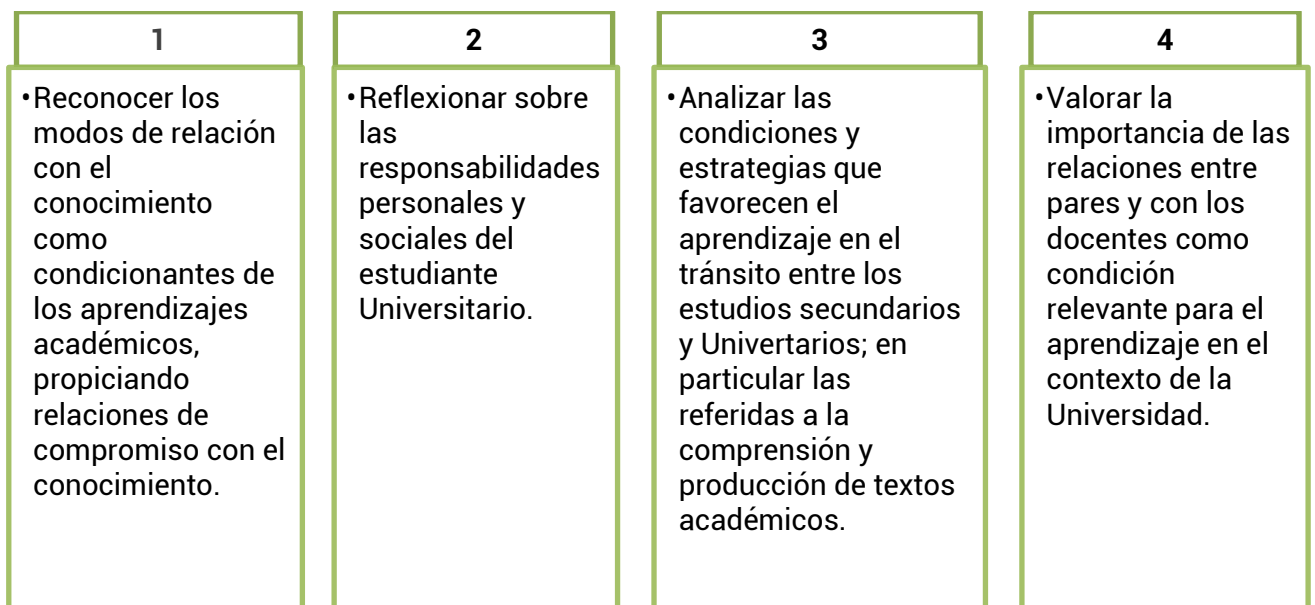 1
•Reconocer los
modos de relación
con el
conocimiento
como
condicionantes de
los aprendizajes
académicos,
propiciando
relaciones de
compromiso con el
conocimiento.
2
•Reflexionar sobre
las
responsabilidades
personales y
sociales del
estudiante
Universitario.
3
•Analizar las
condiciones y
estrategias que
favorecen el
aprendizaje en el
tránsito entre los
estudios secundarios
y Univertarios; en
particular las
referidas a la
comprensión y
producción de textos
académicos.
4
•Valorar la
importancia de las
relaciones entre
pares y con los
docentes como
condición
relevante para el
aprendizaje en el
contexto de la
Universidad.